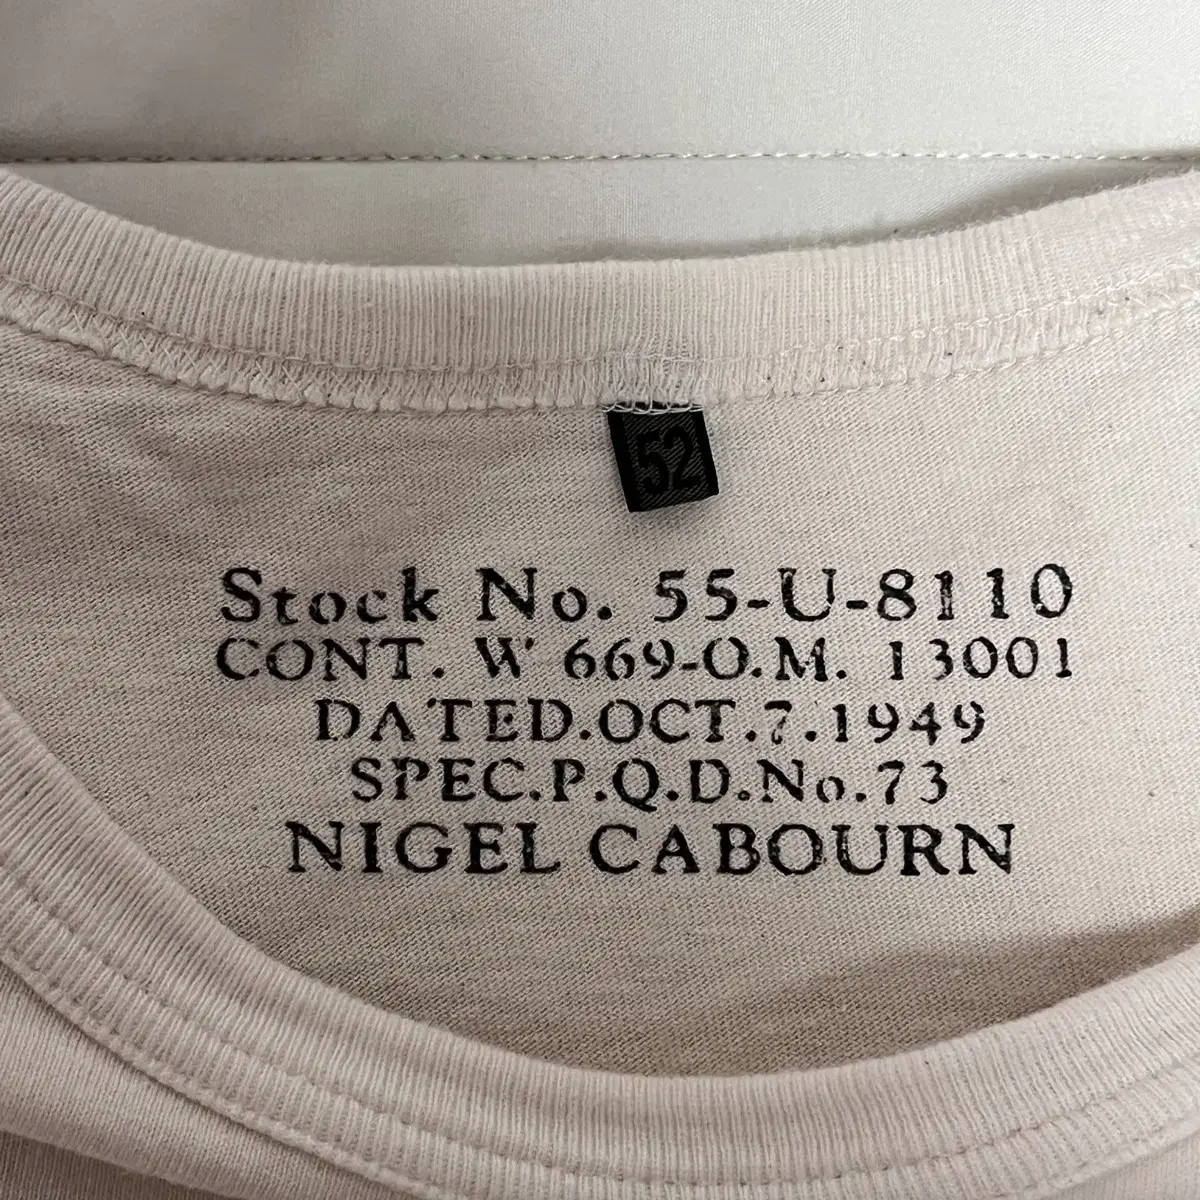 52
Stock No. 55-U-8110
CONT. W 669-O.M. 13001
DATED.OCT.7.1949
SPEC.P.Q.D.No.73
NIGEL CABOURN